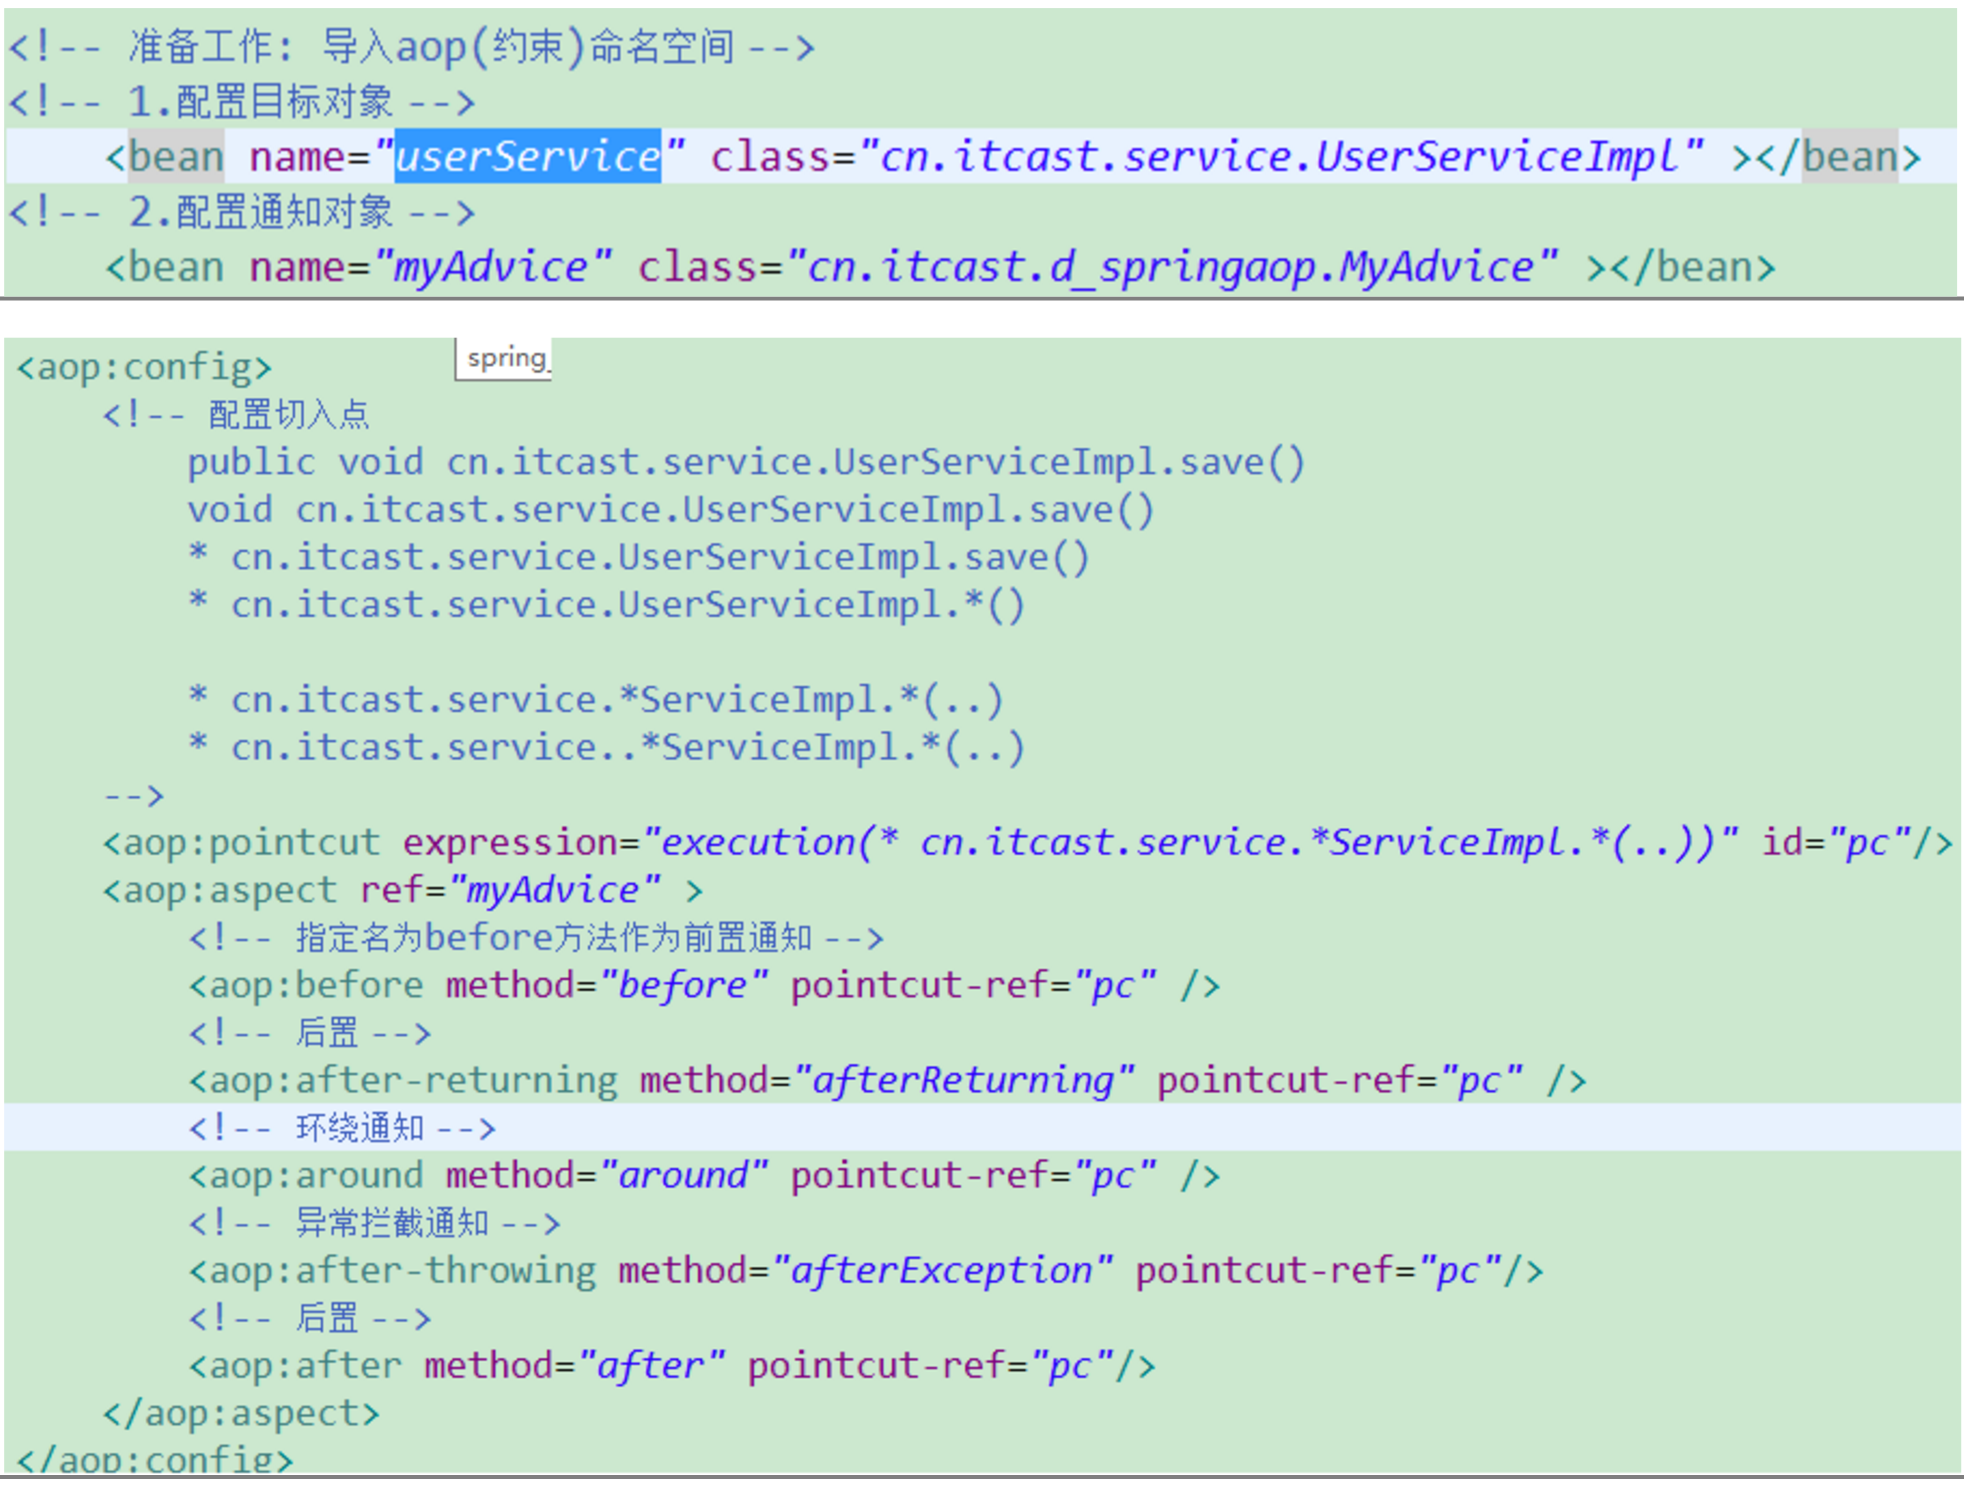 <!-- 准备工作: 导入aop(约束)命名空间 -->
<!-- 1.配置目标对象 -->
<bean name="userService" class="cn.itcast.service.UserServiceImpl" ></bean>
<!-- 2.配置通知对象 -->
<bean name="myAdvice" class="cn.itcast.d_springaop.MyAdvice" ></bean>
<aop:config>
spring_
<!-- 配置切入点
public void cn.itcast.service.UserServiceImpl.save()
void cn.itcast.service.UserServiceImpl.save()
* cn.itcast.service.UserServiceImpl.save()
* cn.itcast.service.UserServiceImpl.*()
* cn.itcast.service.*ServiceImpl.*(..)
* cn.itcast.service..*ServiceImpl.*(..)
-->
<aop:pointcut expression="execution(* cn.itcast.service.*ServiceImpl.*(..))" id="pc"/>
<aop:aspect ref="myAdvice" >
<!-- 指定名为before方法作为前置通知 -->
<aop:before method="before" pointcut-ref="pc" />
<!-- 后置 -->
<aop:after-returning method="afterReturning" pointcut-ref="pc" />
<!-- 环绕通知 -->
<aop:around method="around" pointcut-ref="pc" />
<!-- 异常拦截通知 -->
<aop:after-throwing method="afterException" pointcut-ref="pc"/>
<!-- 后置 -->
<aop:after method="after" pointcut-ref="pc"/>
</aop:aspect>
</aop:config>